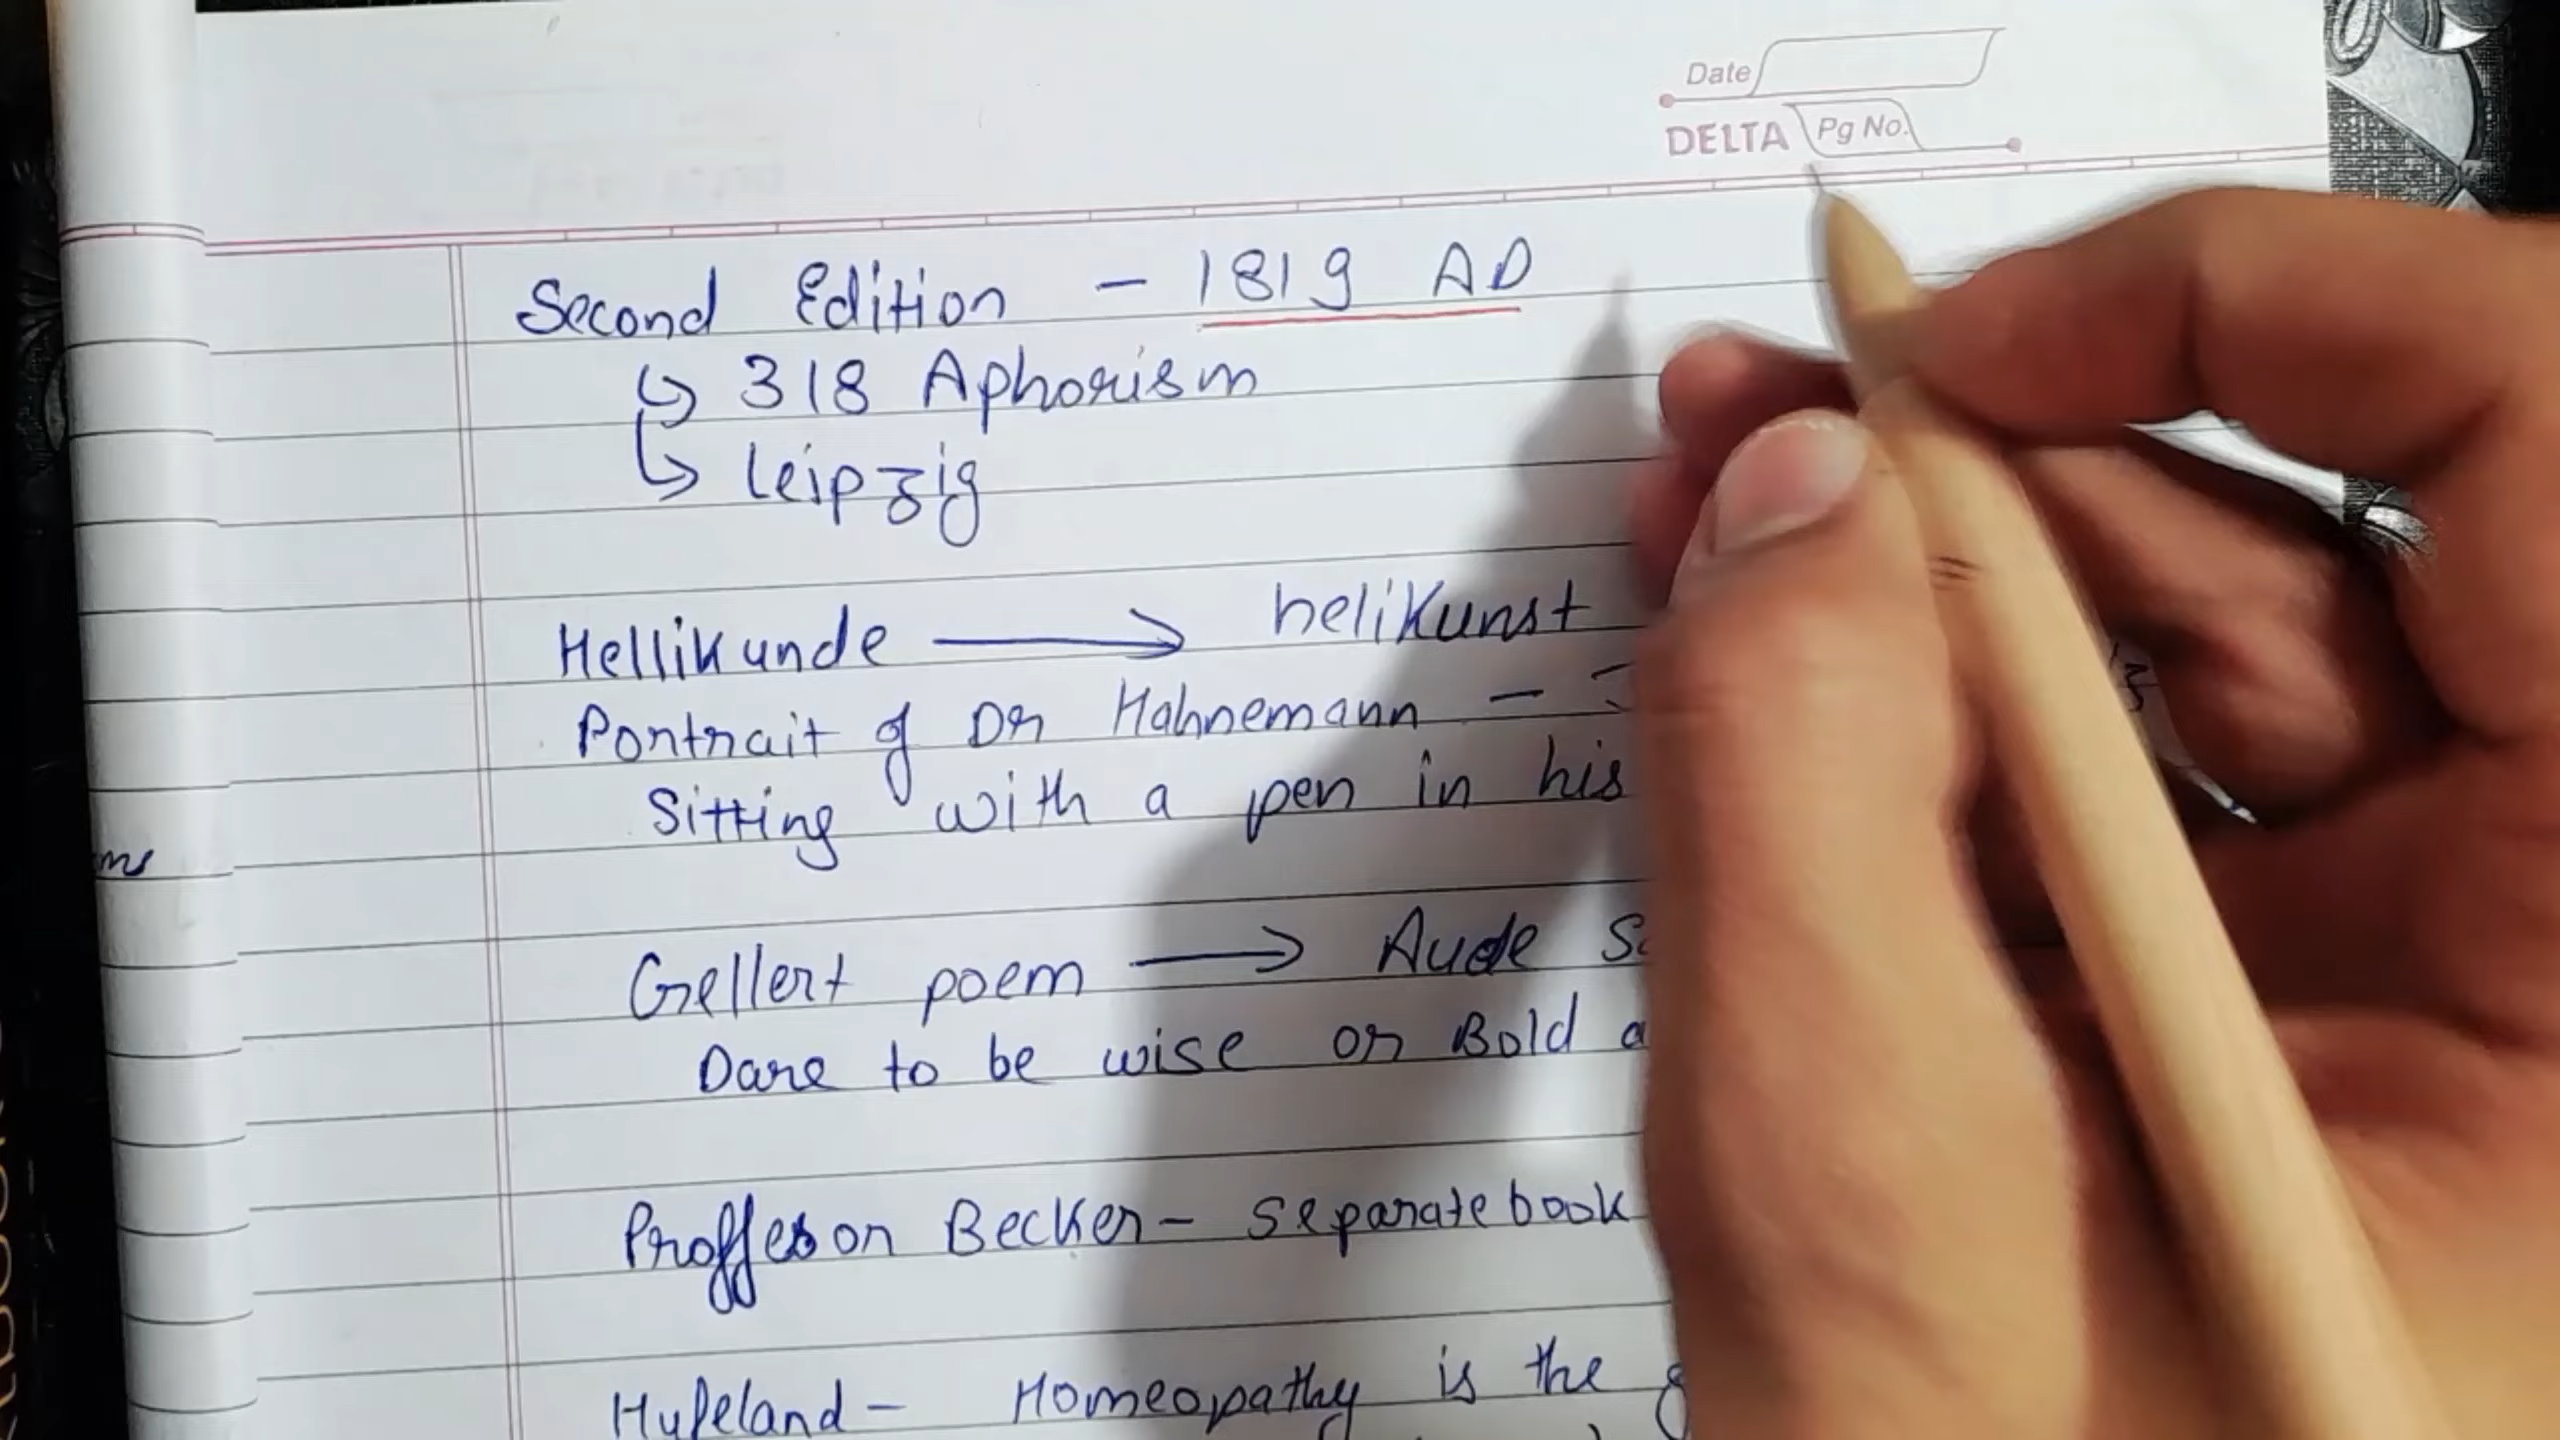 Date
DELTA Pg No.
Second Edition - 1819 AD
↳ 318 Aphorism
↳ Leipzig
Hellikunde → helikunst
Portrait of Dr Hahnemann -
Sitting with a pen in his
Gellert poem → Aude
Dare to be wise or Bold
Proffesor Becker - separate book
Hufeland - Homeopathy is the